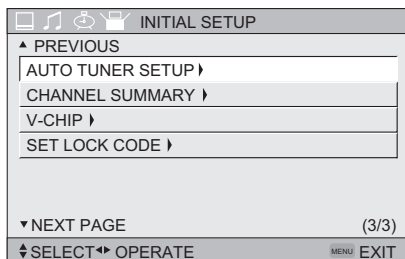 INITIAL SETUP
▲ PREVIOUS
AUTO TUNER SETUP
CHANNEL SUMMARY
V-CHIP
SET LOCK CODE
▼NEXT PAGE (3/3)
SELECT OPERATE MENU EXIT